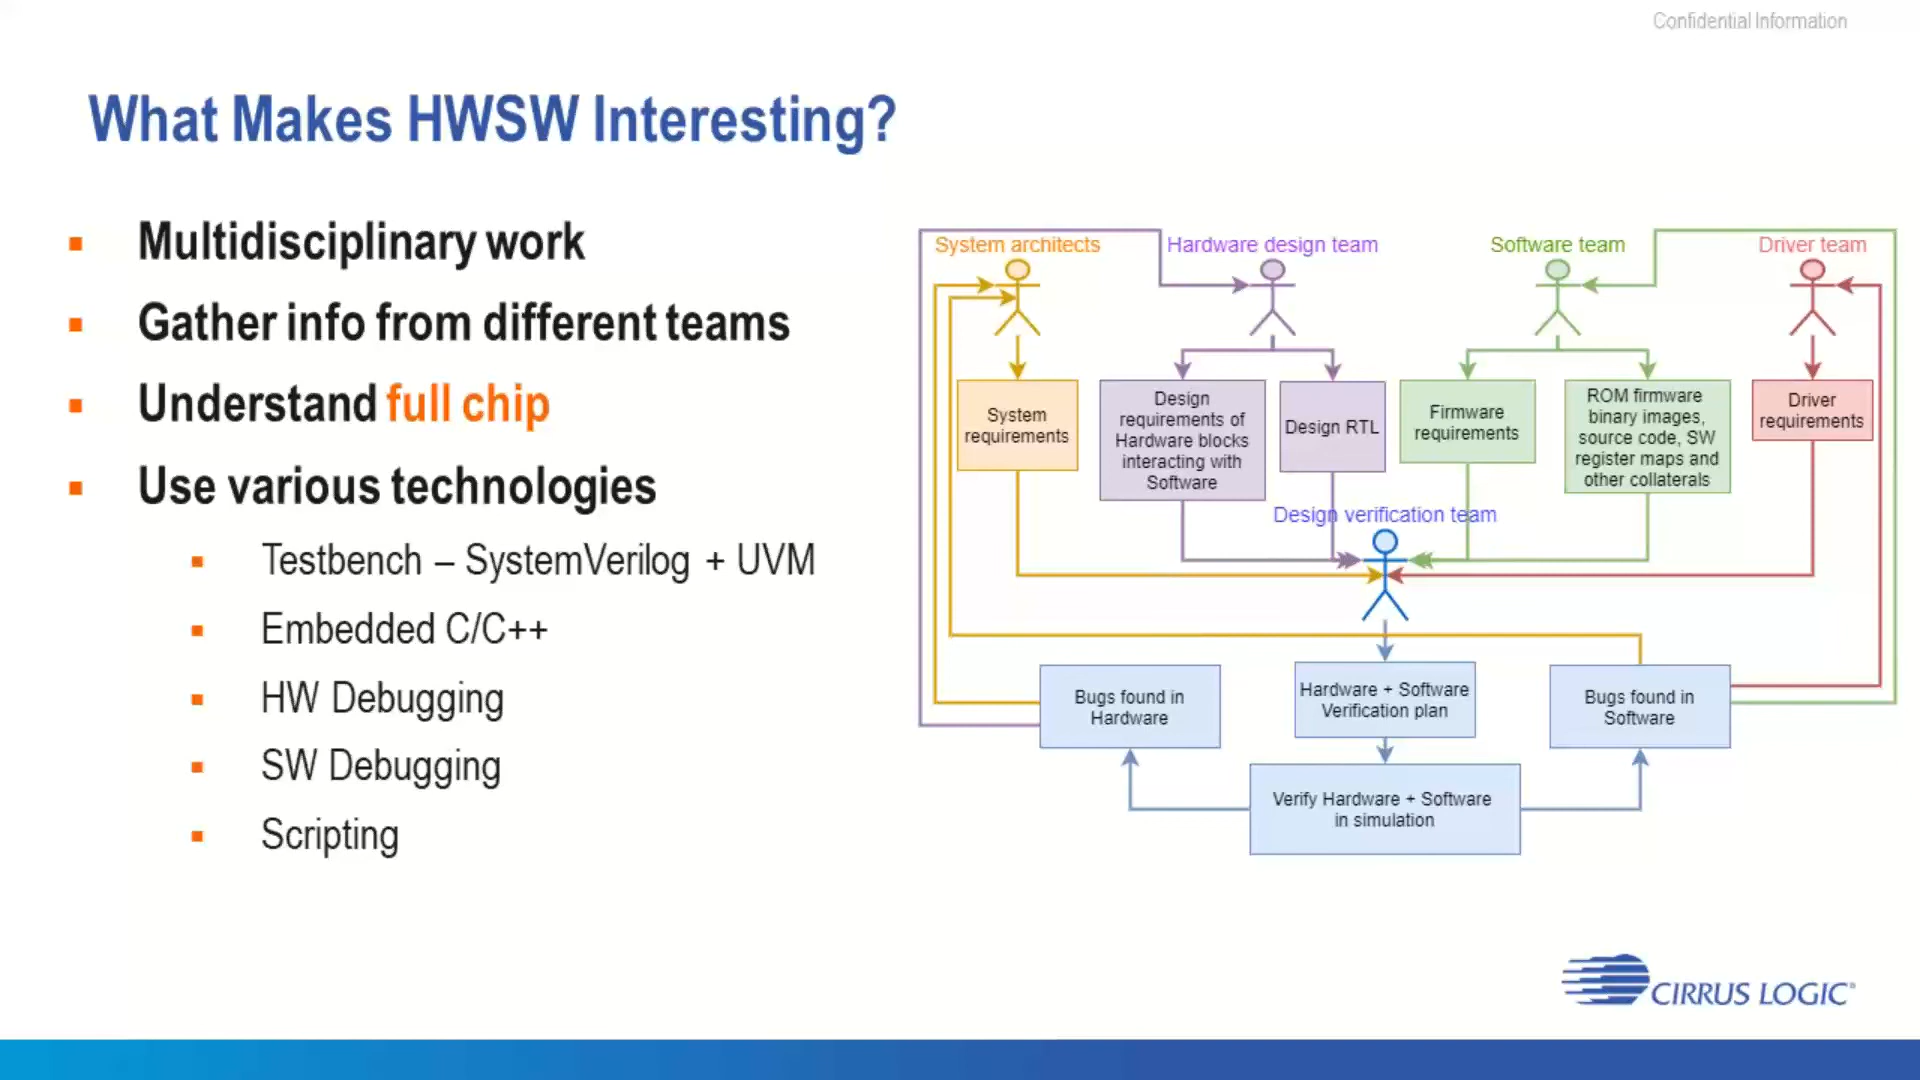 Confidential Information
What Makes HWSW Interesting?
Multidisciplinary work
Gather info from different teams
Understand full chip
Use various technologies
Testbench – SystemVerilog + UVM
Embedded C/C++
HW Debugging
SW Debugging
Scripting
System architects
Hardware design team
Software team
Driver team
System
requirements
Design
requirements of
Hardware blocks
interacting with
Software
Design RTL
Firmware
requirements
ROM firmware
binary images,
source code, SW
register maps and
other collaterals
Driver
requirements
Design verification team
Bugs found in
Hardware
Hardware + Software
Verification plan
Bugs found in
Software
Verify Hardware + Software
in simulation
CIRRUS LOGIC®